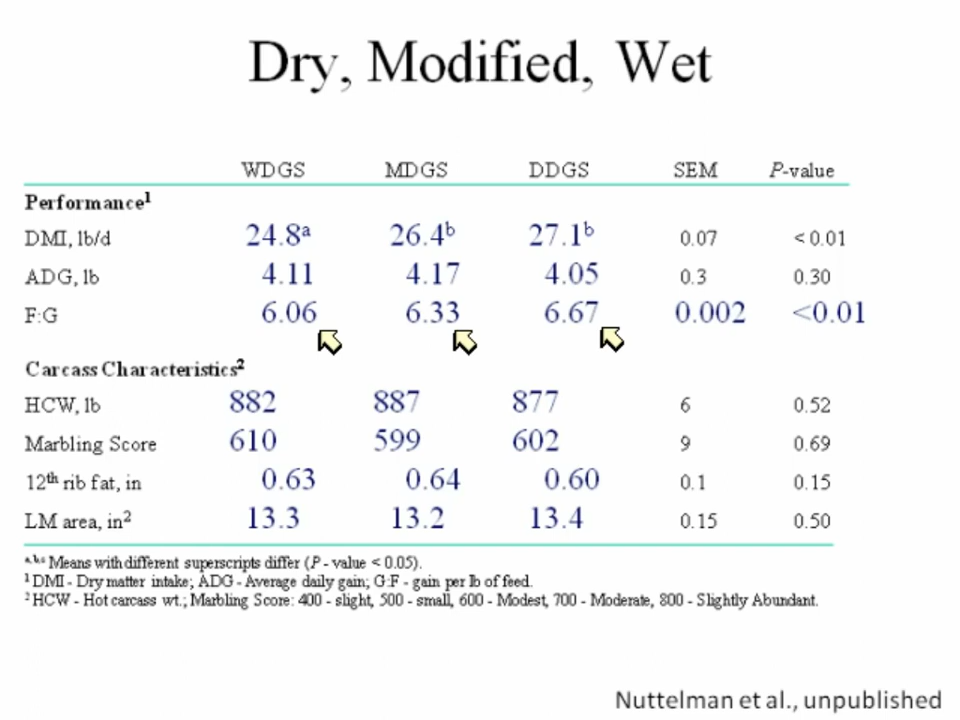 Dry, Modified, Wet
WDGS MDGS DDGS SEM P-value
Performance¹
DMI, lb/d 24.8ᵃ 26.4ᵇ 27.1ᵇ 0.07 < 0.01
ADG, lb 4.11 4.17 4.05 0.3 0.30
F:G 6.06 6.33 6.67 0.002 <0.01
Carcass Characteristics²
HCW, lb 882 887 877 6 0.52
Marbling Score 610 599 602 9 0.69
12ᵗʰ rib fat, in 0.63 0.64 0.60 0.1 0.15
LM area, in² 13.3 13.2 13.4 0.15 0.50
ᵃ,ᵇ,ᶜ Means with different superscripts differ (P - value < 0.05).
¹ DMI - Dry matter intake; ADG - Average daily gain; G:F - gain per lb of feed.
² HCW - Hot carcass wt.; Marbling Score: 400 - slight, 500 - small, 600 - Modest, 700 - Moderate, 800 - Slightly Abundant.
Nuttelman et al., unpublished